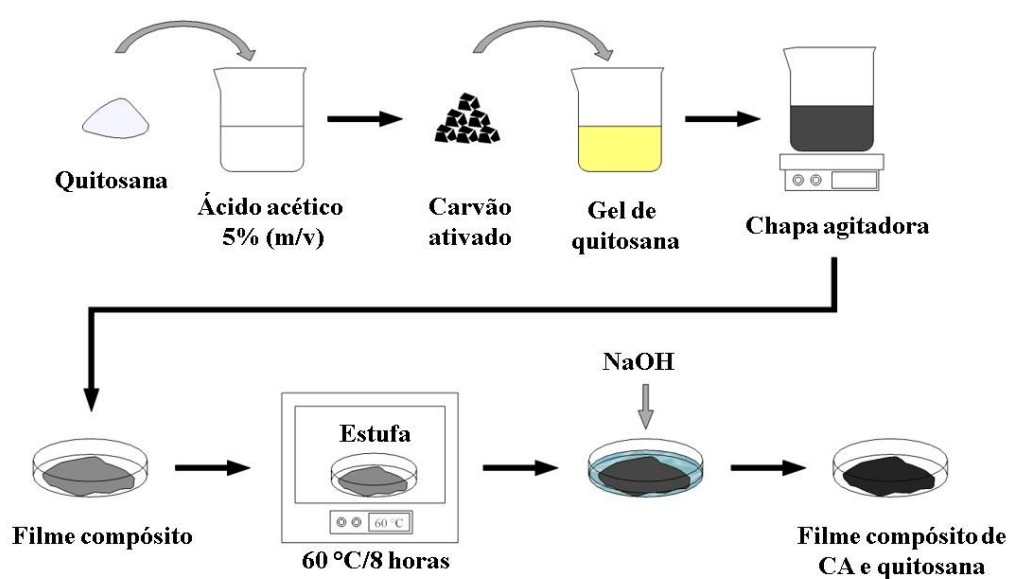 Quitosana
Ácido acético
5% (m/v)
Carvão
ativado
Gel de
quitosana
Chapa agitadora
NaOH
Estufa
60 °C
Filme compósito
60 °C/8 horas
Filme compósito de
CA e quitosana